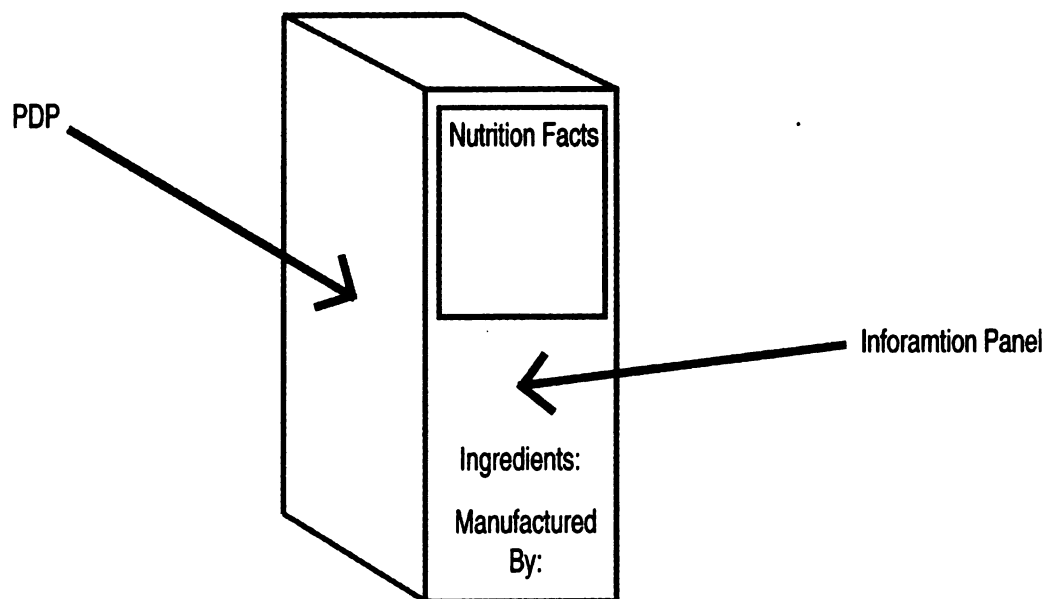 PDP
Nutrition Facts
Inforamtion Panel
Ingredients:
Manufactured
By: